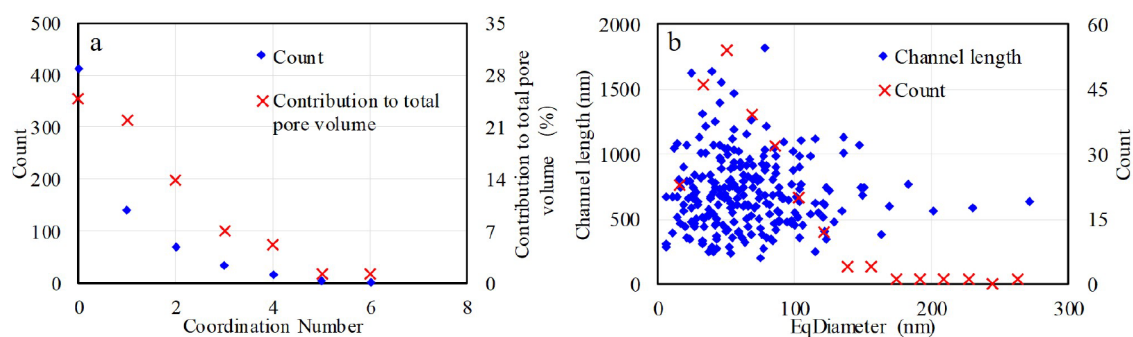 a
500
400
300
200
100
0
Count
0
2
4
6
8
Coordination Number
35
28
21
14
7
0
Contribution to total pore
volume （%）
Count
Contribution to total
pore volume
b
2000
1500
1000
500
0
Channel length (nm)
0
100
200
300
EqDiameter (nm)
60
45
30
15
0
Count
Channel length
Count